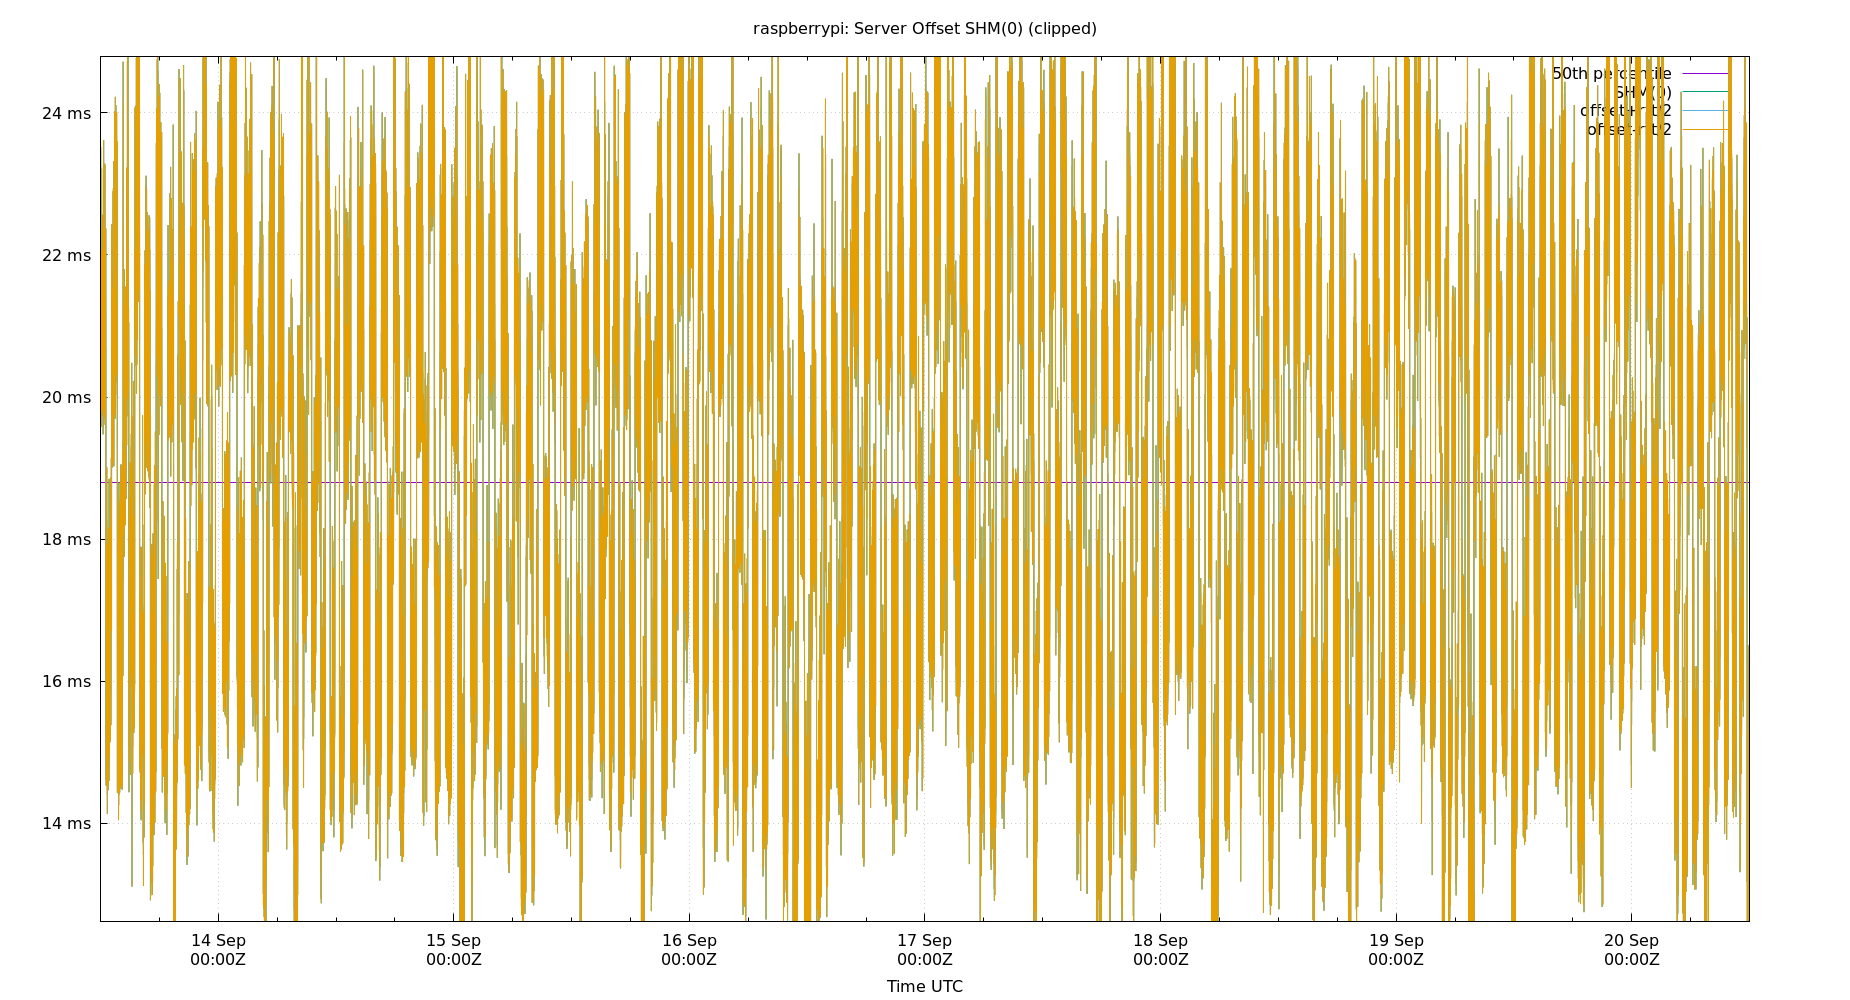 raspberrypi: Server Offset SHM(0) (clipped)
50th percentile
SHM(0)
offset+rtt/2
offset-rtt/2
24 ms
22 ms
20 ms
18 ms
16 ms
14 ms
14 Sep 15 Sep 16 Sep 17 Sep 18 Sep 19 Sep 20 Sep
00:00Z 00:00Z 00:00Z 00:00Z 00:00Z 00:00Z 00:00Z
Time UTC